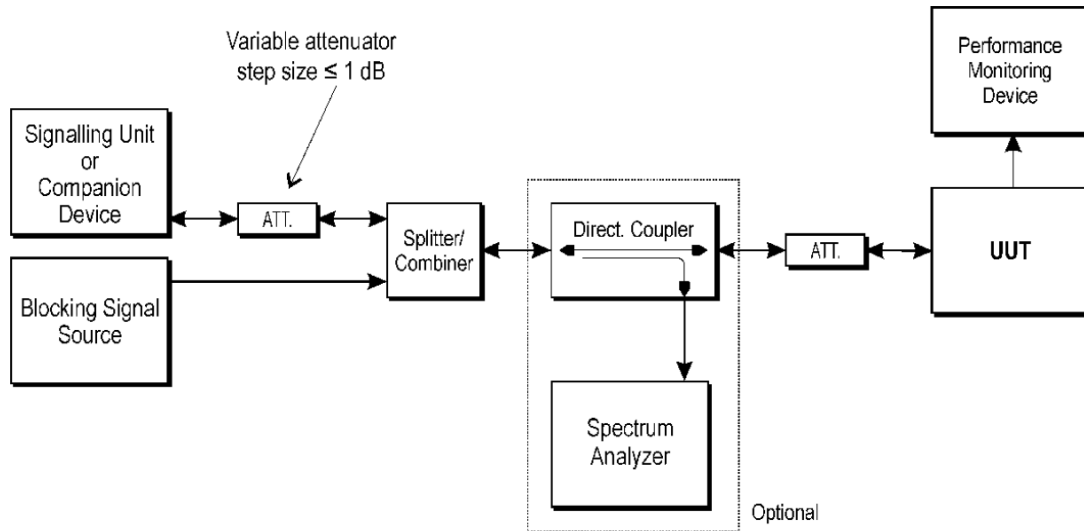 Variable attenuator
step size ≤ 1 dB
Performance
Monitoring
Device
Signalling Unit
or
Companion
Device
ATT.
Splitter/
Combiner
Direct. Coupler
ATT.
UUT
Blocking Signal
Source
Spectrum
Analyzer
Optional